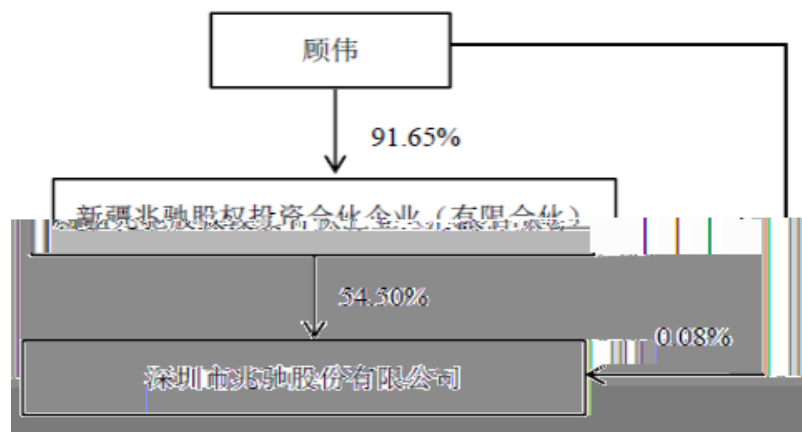 顾伟
91.65%
新疆兆驰股权投资合伙企业（有限合伙）
54.50%
0.08%
深圳市兆驰股份有限公司